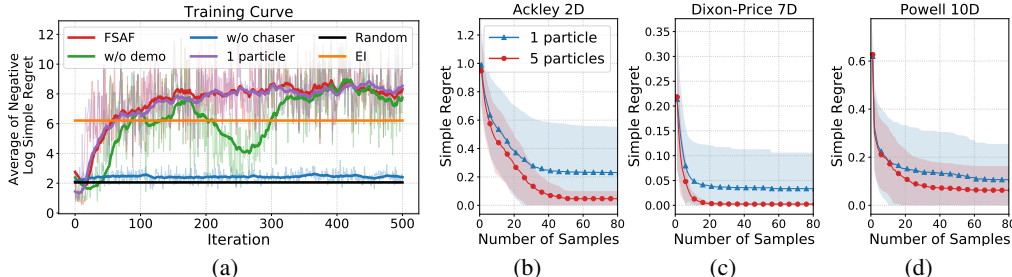 Training Curve
Average of Negative
Log Simple Regret
12
10
8
6
4
2
0
FSAF
w/o demo
w/o chaser
1 particle
Random
EI
0
100
200
300
400
500
Iteration
(a)
Ackley 2D
Simple Regret
1.2
1.0
0.8
0.6
0.4
0.2
0.0
1 particle
5 particles
0
20
40
60
80
Number of Samples
(b)
Dixon-Price 7D
Simple Regret
0.35
0.30
0.25
0.20
0.15
0.10
0.05
0.00
0
20
40
60
80
Number of Samples
(c)
Powell 10D
Simple Regret
0.6
0.4
0.2
0.0
0
20
40
60
80
Number of Samples
(d)